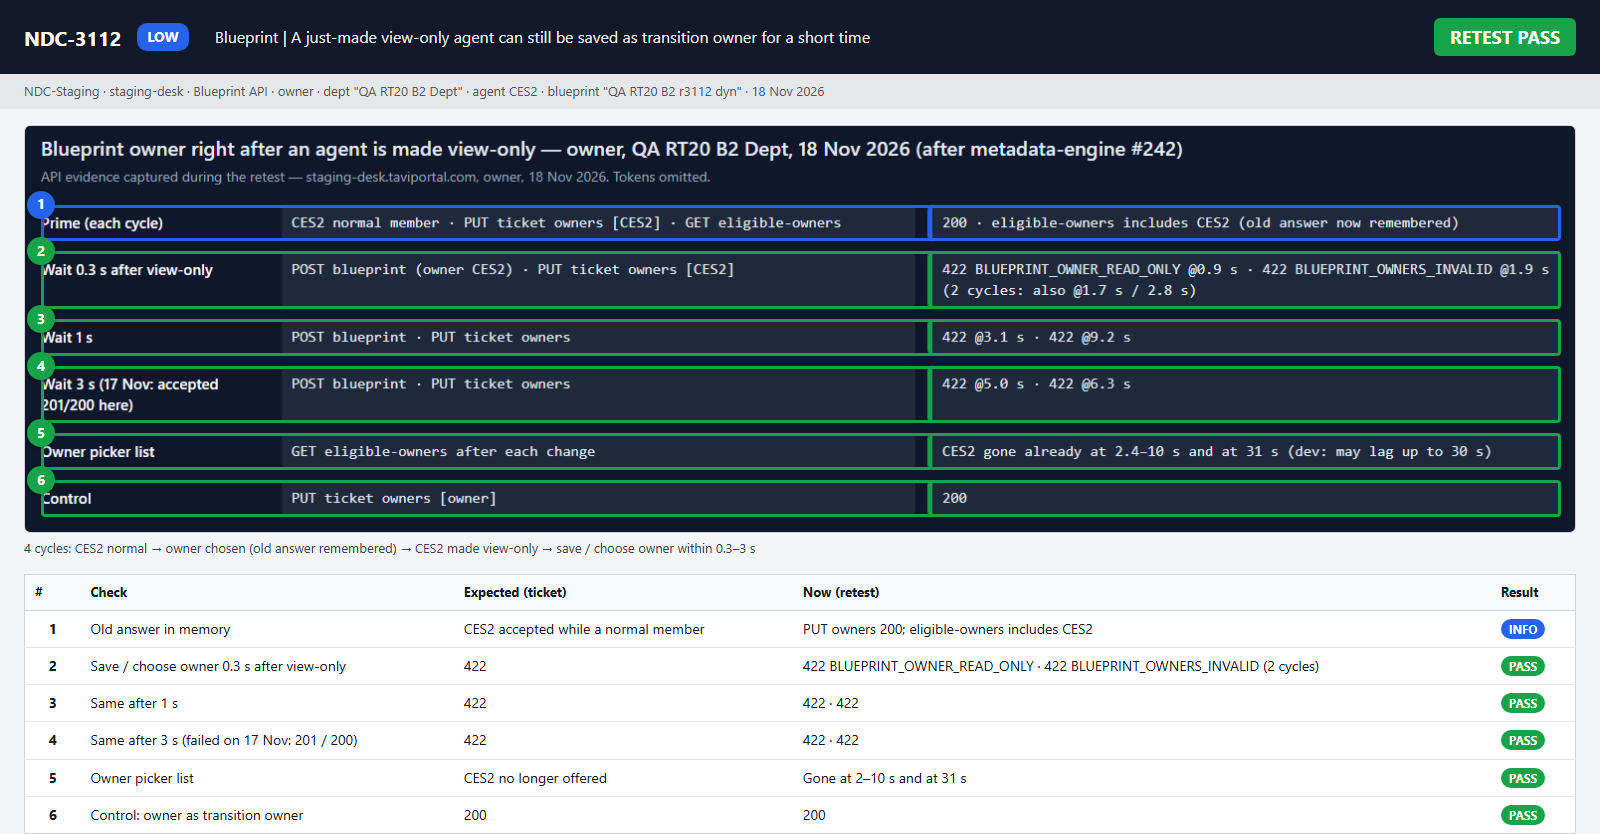 NDC-3112 LOW Blueprint | A just-made view-only agent can still be saved as transition owner for a short time RETEST PASS
NDC-Staging · staging-desk · Blueprint API · owner · dept "QA RT20 B2 Dept" · agent CES2 · blueprint "QA RT20 B2 r3112 dyn" · 18 Nov 2026
Blueprint owner right after an agent is made view-only — owner, QA RT20 B2 Dept, 18 Nov 2026 (after metadata-engine #242)
API evidence captured during the retest — staging-desk.taviportal.com, owner, 18 Nov 2026. Tokens omitted.
1
Prime (each cycle) CES2 normal member · PUT ticket owners [CES2] · GET eligible-owners 200 · eligible-owners includes CES2 (old answer now remembered)
2
Wait 0.3 s after view-only POST blueprint (owner CES2) · PUT ticket owners [CES2] 422 BLUEPRINT_OWNER_READ_ONLY @0.9 s · 422 BLUEPRINT_OWNERS_INVALID @1.9 s
(2 cycles: also @1.7 s / 2.8 s)
3
Wait 1 s POST blueprint · PUT ticket owners 422 @3.1 s · 422 @9.2 s
4
Wait 3 s (17 Nov: accepted POST blueprint · PUT ticket owners 422 @5.0 s · 422 @6.3 s
201/200 here)
5
Owner picker list GET eligible-owners after each change CES2 gone already at 2.4–10 s and at 31 s (dev: may lag up to 30 s)
6
Control PUT ticket owners [owner] 200
4 cycles: CES2 normal → owner chosen (old answer remembered) → CES2 made view-only → save / choose owner within 0.3–3 s
# Check Expected (ticket) Now (retest) Result
1 Old answer in memory CES2 accepted while a normal member PUT owners 200; eligible-owners includes CES2 INFO
2 Save / choose owner 0.3 s after view-only 422 422 BLUEPRINT_OWNER_READ_ONLY · 422 BLUEPRINT_OWNERS_INVALID (2 cycles) PASS
3 Same after 1 s 422 422 · 422 PASS
4 Same after 3 s (failed on 17 Nov: 201 / 200) 422 422 · 422 PASS
5 Owner picker list CES2 no longer offered Gone at 2–10 s and at 31 s PASS
6 Control: owner as transition owner 200 200 PASS